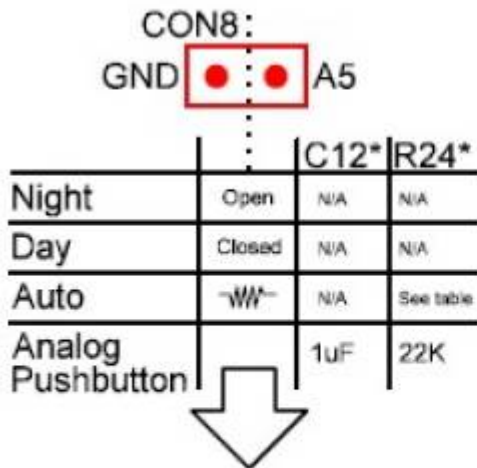 CON8:
GND A5
C12* R24*
Night Open N/A N/A
Day Closed N/A N/A
Auto N/A See table
Analog
Pushbutton 1uF 22K